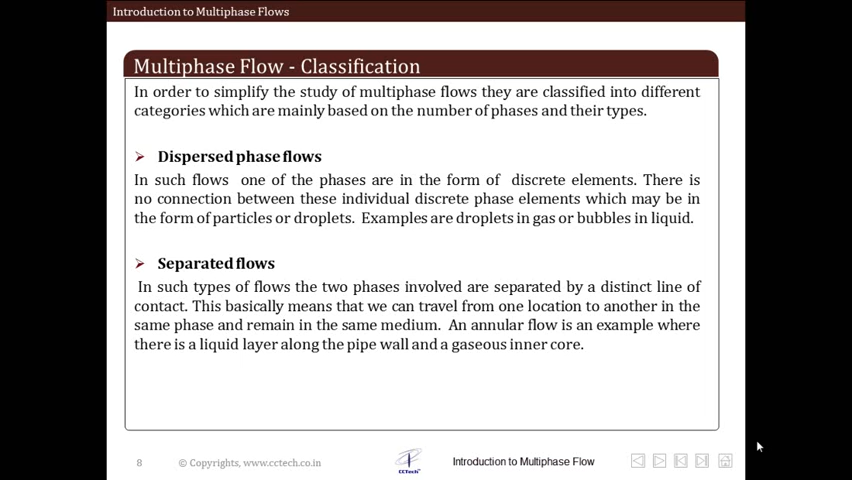 Introduction to Multiphase Flows
Multiphase Flow - Classification
In order to simplify the study of multiphase flows they are classified into different
categories which are mainly based on the number of phases and their types.
Dispersed phase flows
In such flows one of the phases are in the form of discrete elements. There is
no connection between these individual discrete phase elements which may be in
the form of particles or droplets. Examples are droplets in gas or bubbles in liquid.
Separated flows
In such types of flows the two phases involved are separated by a distinct line of
contact. This basically means that we can travel from one location to another in the
same phase and remain in the same medium. An annular flow is an example where
there is a liquid layer along the pipe wall and a gaseous inner core.
8
© Copyrights, www.cctech.co.in
CCTech
Introduction to Multiphase Flow